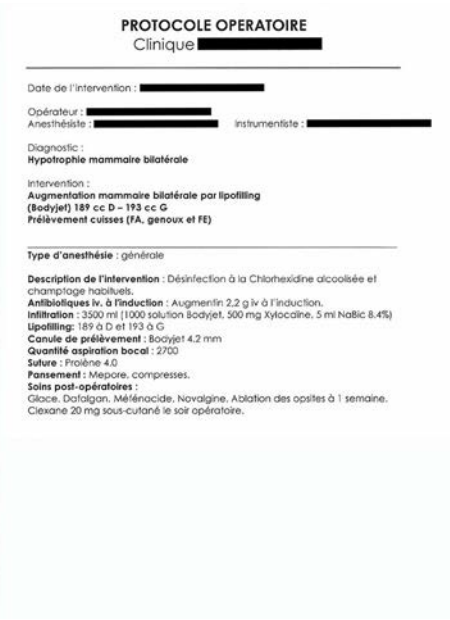 PROTOCOLE OPERATOIRE
Clinique
Date de l'intervention :
Opérateur :
Anesthésiste : Instrumentiste :
Diagnostic :
Hypotrophie mammaire bilatérale
Intervention :
Augmentation mammaire bilatérale par lipofilling
(Bodyjet) 189 cc D – 193 cc G
Prélèvement cuisses (FA, genoux et FE)
Type d'anesthésie : générale
Description de l'intervention : Désinfection à la Chlorhexidine alcoolisée et
champtage habituels.
Antibiotiques iv. à l'induction : Augmentin 2,2 g iv à l'induction.
Infiltration : 3500 ml (1000 solution Bodyjet, 500 mg Xylocaïne, 5 ml NaBic 8.4%)
Lipofilling: 189 à D et 193 à G
Canule de prélèvement : Bodyjet 4.2 mm
Quantité aspiration bocal : 2700
Suture : Prolène 4.0
Pansement : Mepore, compresses.
Soins post-opératoires :
Glace, Dafalgan, Méfénacide, Novalgine. Ablation des opsites à 1 semaine.
Clexane 20 mg sous-cutané le soir opératoire.